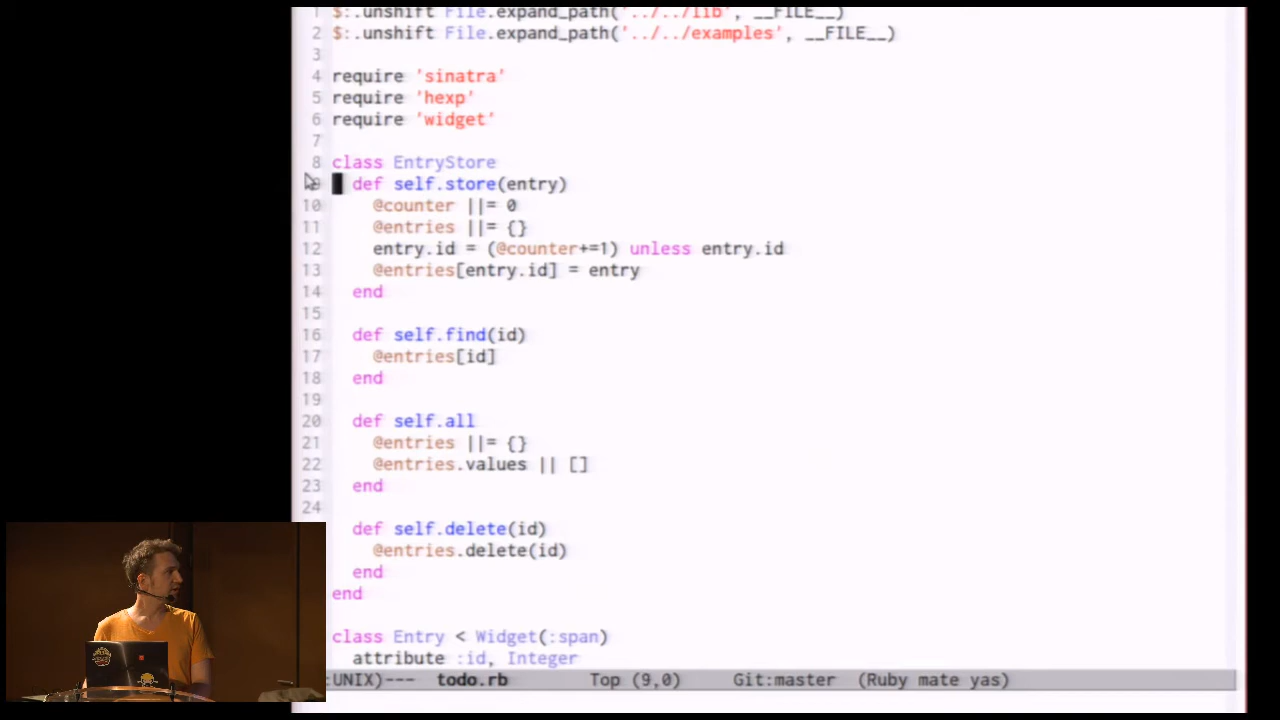 1 $:.unshift File.expand_path('../../lib', __FILE__)
2 $:.unshift File.expand_path('../../examples', __FILE__)
3
4 require 'sinatra'
5 require 'hexp'
6 require 'widget'
7
8 class EntryStore
9   def self.store(entry)
10     @counter ||= 0
11     @entries ||= {}
12     entry.id = (@counter+=1) unless entry.id
13     @entries[entry.id] = entry
14   end
15
16   def self.find(id)
17     @entries[id]
18   end
19
20   def self.all
21     @entries ||= {}
22     @entries.values || []
23   end
24
  def self.delete(id)
    @entries.delete(id)
  end
end
class Entry < Widget(:span)
  attribute :id, Integer
:UNIX)--- todo.rb Top (9,0) Git:master (Ruby mate yas)